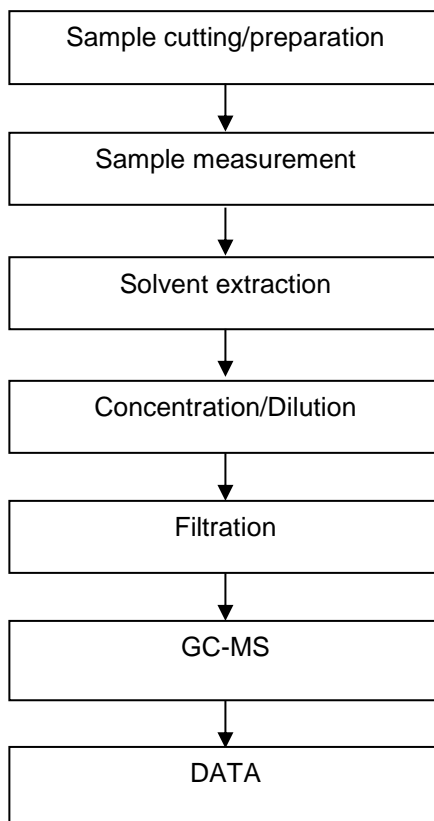 Sample cutting/preparation
Sample measurement
Solvent extraction
Concentration/Dilution
Filtration
GC-MS
DATA